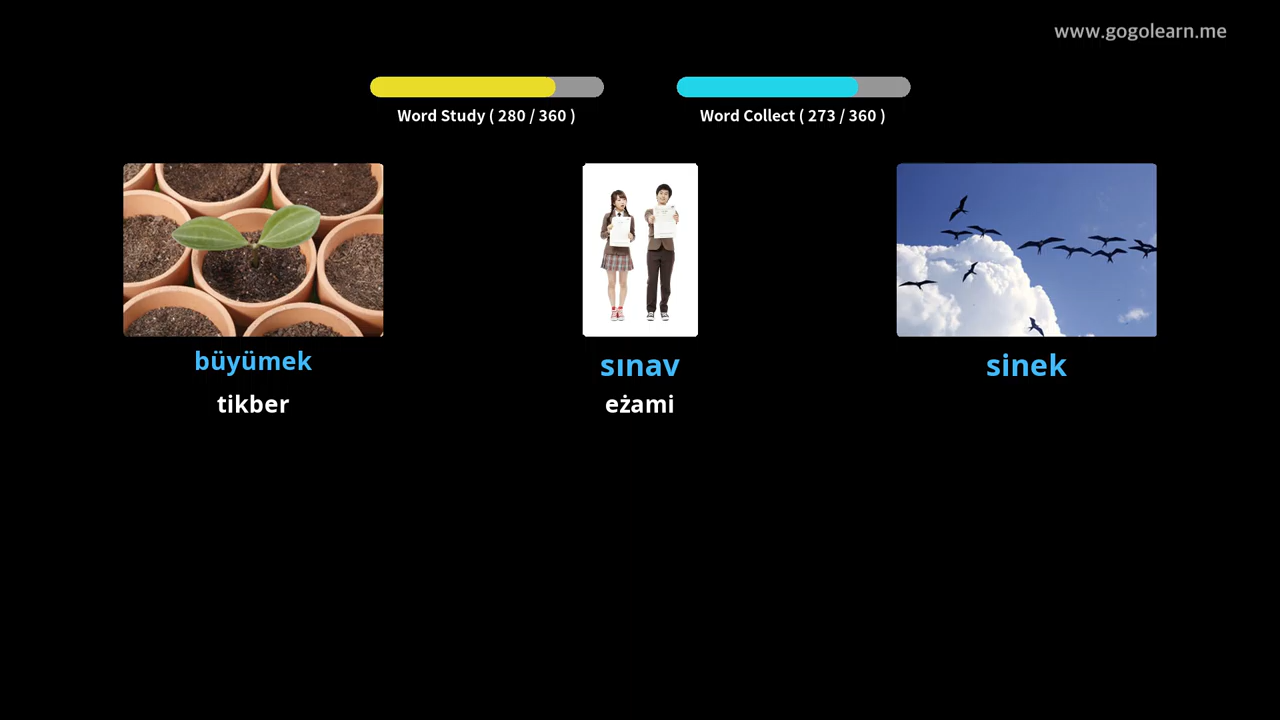 www.gogolearn.me
Word Study ( 280 / 360 )
Word Collect ( 273 / 360 )
büyümek
sınav
sinek
tikber
eżami